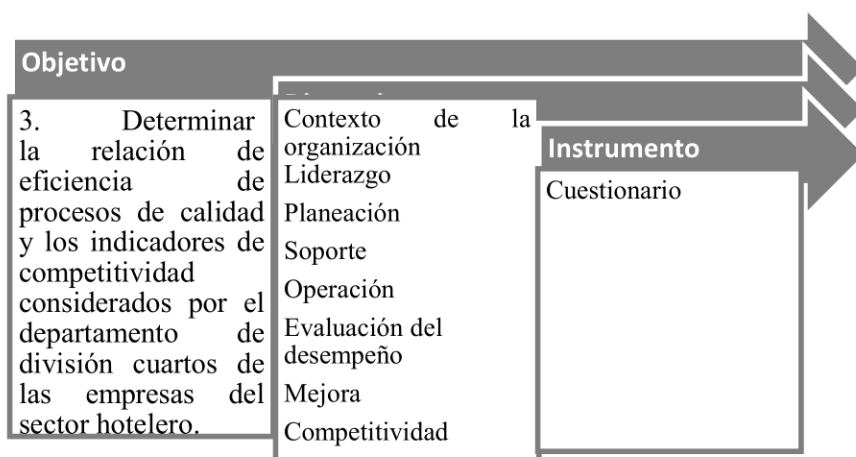 Objetivo
3. Determinar
la relación de
eficiencia de
procesos de calidad
y los indicadores de
competitividad
considerados por el
departamento de
división cuartos de
las empresas del
sector hotelero.
Contexto de la
organización
Liderazgo
Planeación
Soporte
Operación
Evaluación del
desempeño
Mejora
Competitividad
Instrumento
Cuestionario